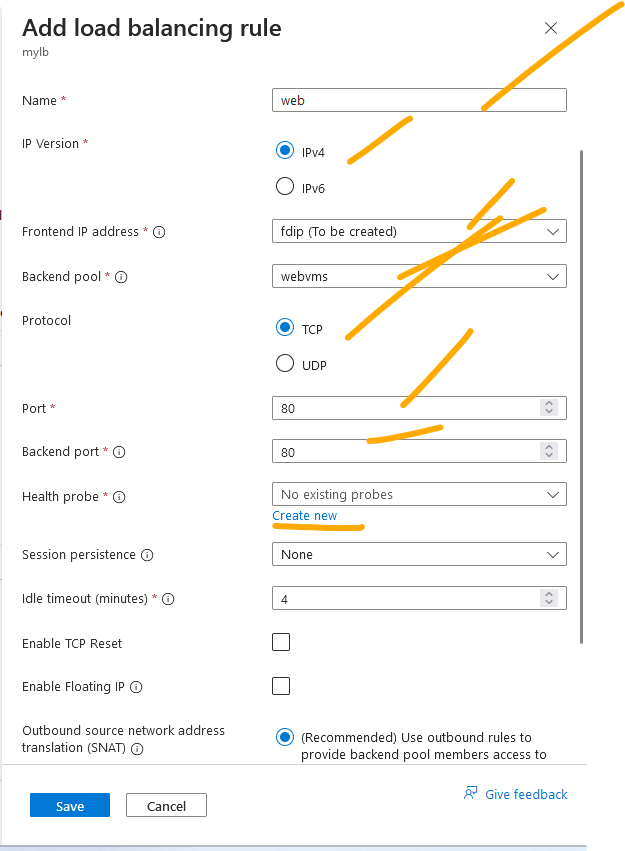 Add load balancing rule
mylb
Name *
web
IP Version *
IPv4
IPv6
Frontend IP address *
fdip (To be created)
Backend pool *
webvms
Protocol
TCP
UDP
Port *
80
Backend port *
80
Health probe *
No existing probes
Create new
Session persistence
None
Idle timeout (minutes) *
4
Enable TCP Reset
Enable Floating IP
Outbound source network address
translation (SNAT)
(Recommended) Use outbound rules to
provide backend pool members access to
Save
Cancel
Give feedback